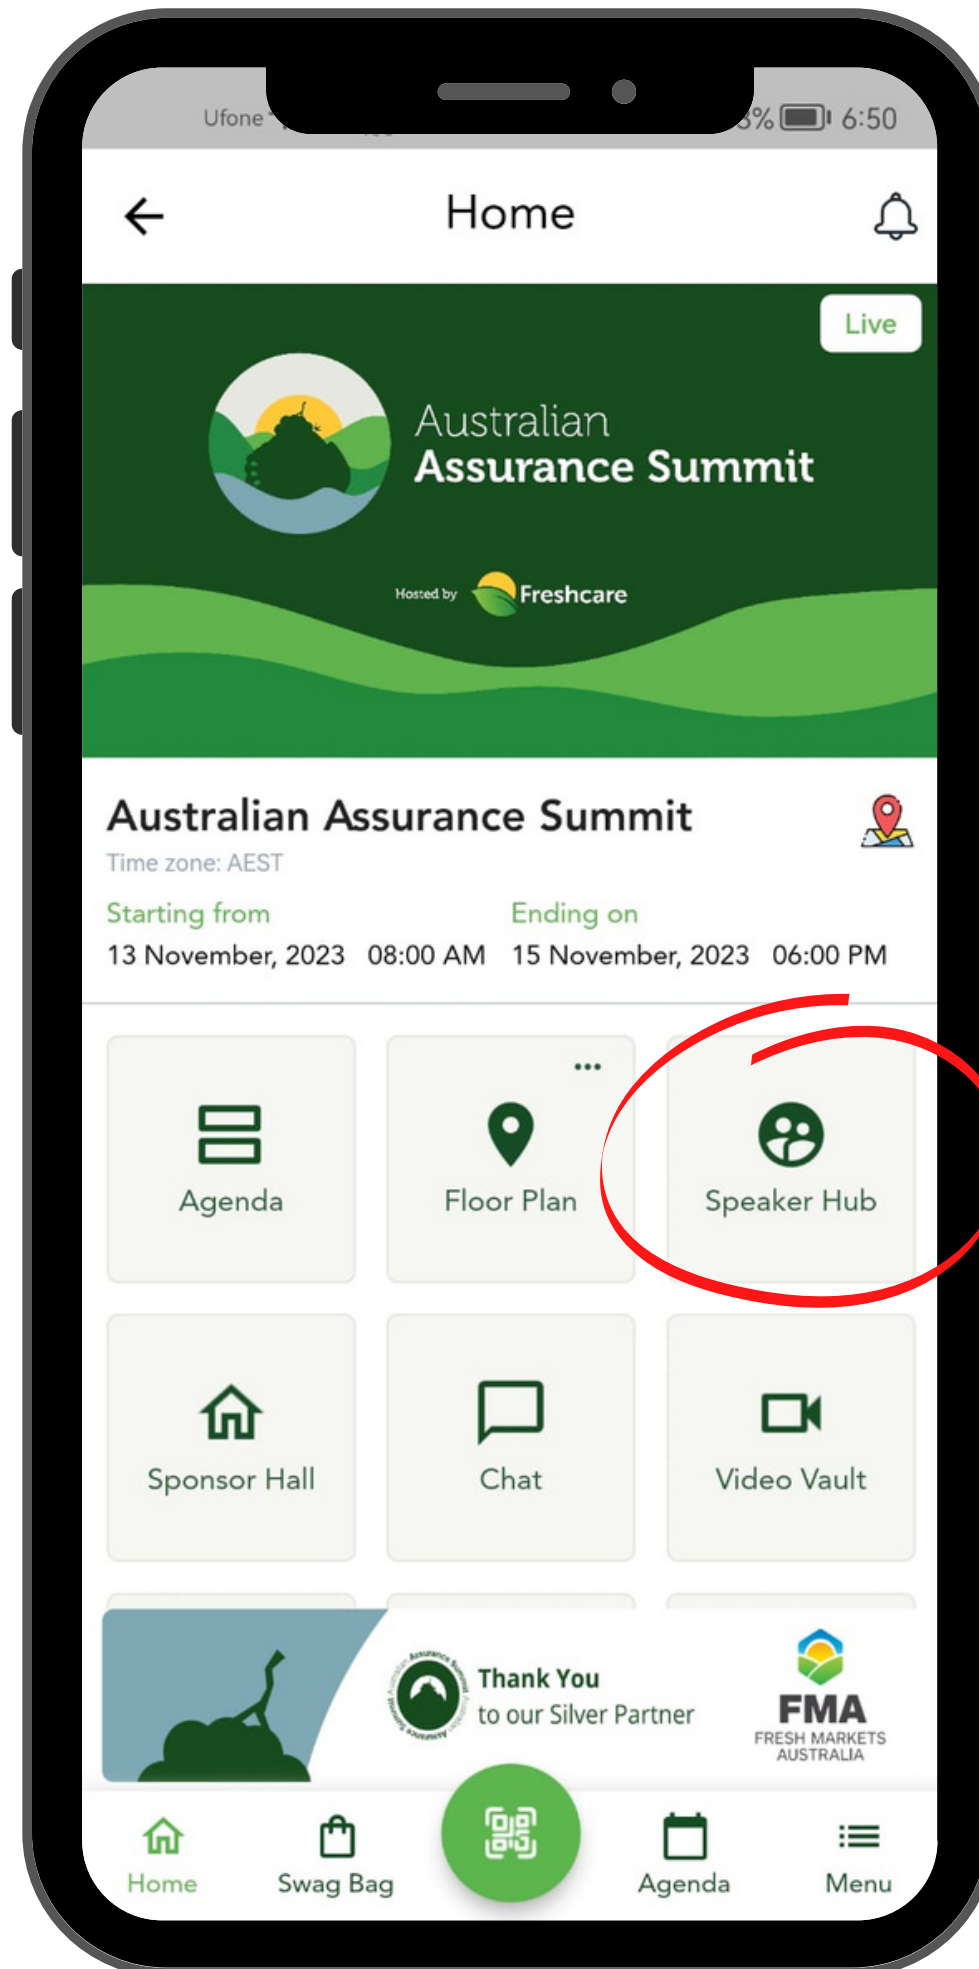 Ufone
% 6:50
Home
Live
Australian
Assurance Summit
Hosted by Freshcare
Australian Assurance Summit
Time zone: AEST
Starting from Ending on
13 November, 2023 08:00 AM 15 November, 2023 06:00 PM
Agenda Floor Plan Speaker Hub
Sponsor Hall Chat Video Vault
Australian Assurance Summit
Thank You
to our Silver Partner
FMA
FRESH MARKETS
AUSTRALIA
Home Swag Bag Agenda Menu